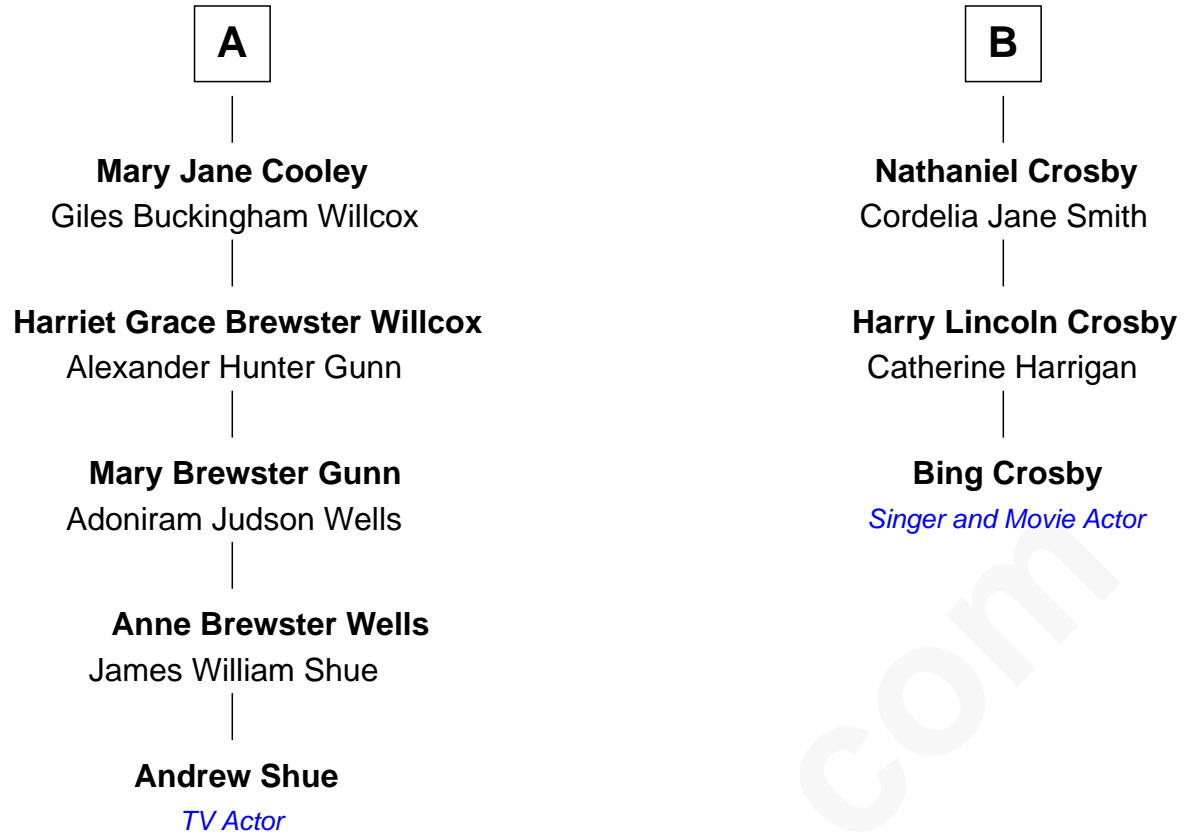 A
Mary Jane Cooley
Giles Buckingham Willcox
Harriet Grace Brewster Willcox
Alexander Hunter Gunn
Mary Brewster Gunn
Adoniram Judson Wells
Anne Brewster Wells
James William Shue
Andrew Shue
TV Actor
B
Nathaniel Crosby
Cordelia Jane Smith
Harry Lincoln Crosby
Catherine Harrigan
Bing Crosby
Singer and Movie Actor
com